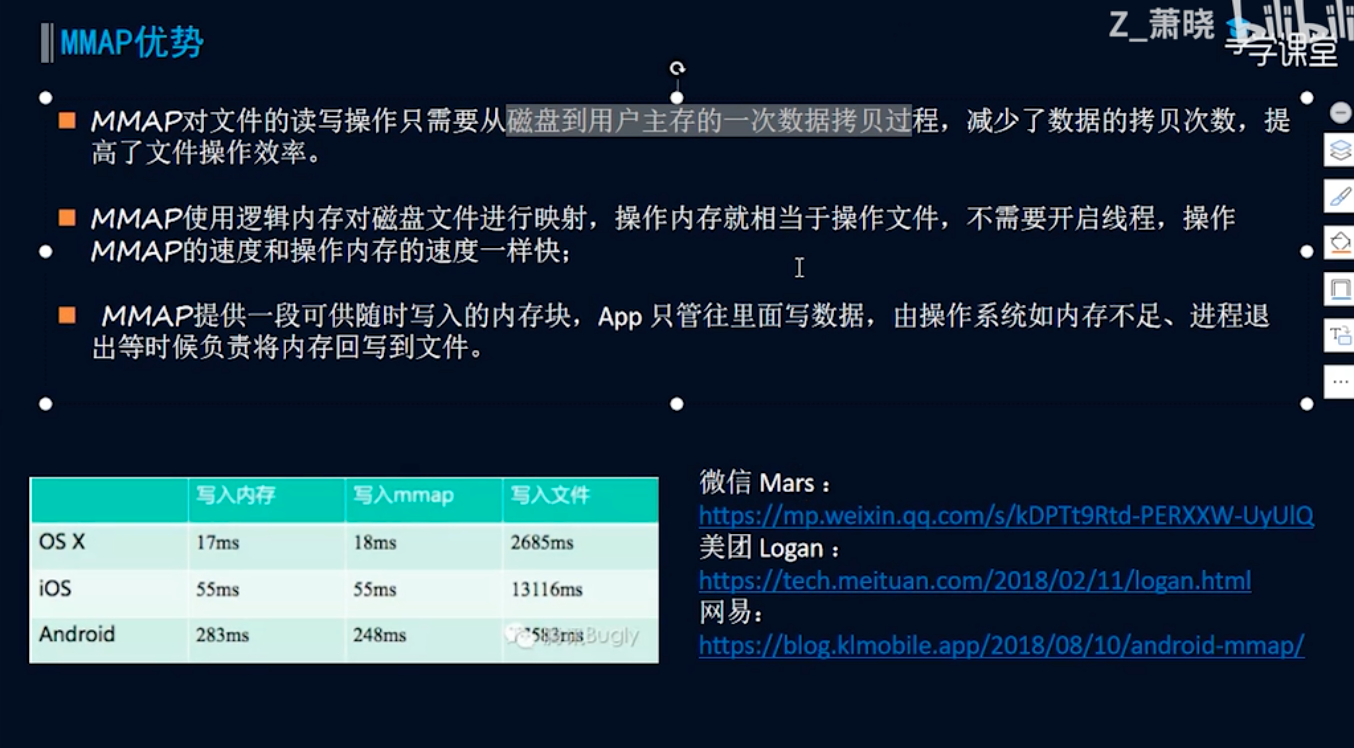 MMAP优势
Z_萧晓
bilibili
学课堂
MMAP对文件的读写操作只需要从磁盘到用户主存的一次数据拷贝过程，减少了数据的拷贝次数，提
高了文件操作效率。
MMAP使用逻辑内存对磁盘文件进行映射，操作内存就相当于操作文件，不需要开启线程，操作
MMAP的速度和操作内存的速度一样快；
MMAP提供一段可供随时写入的内存块，App 只管往里面写数据，由操作系统如内存不足、进程退
出等时候负责将内存回写到文件。
写入内存 写入mmap 写入文件
OS X 17ms 18ms 2685ms
iOS 55ms 55ms 13116ms
Android 283ms 248ms
Bugly
微信 Mars：
https://mp.weixin.qq.com/s/kDPTt9Rtd-PERXXW-UyUlQ
美团 Logan：
https://tech.meituan.com/2018/02/11/logan.html
网易：
https://blog.klmobile.app/2018/08/10/android-mmap/